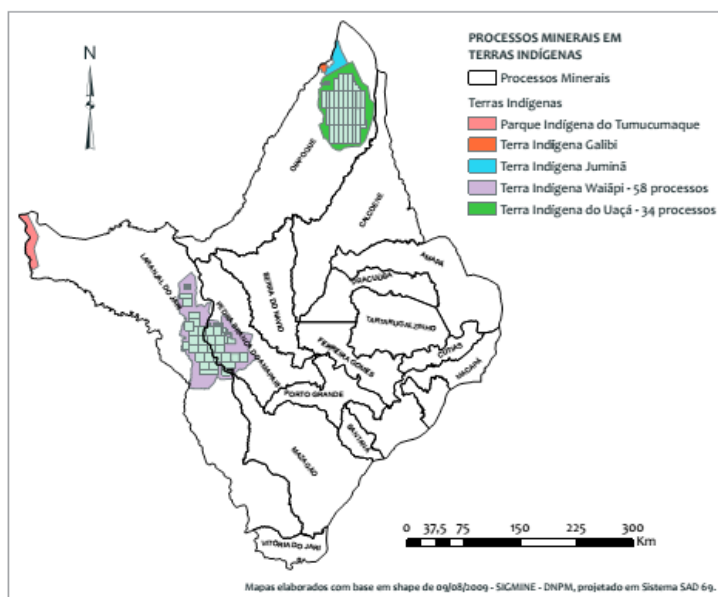 PROCESSOS MINERAIS EM
TERRAS INDÍGENAS
N
Processos Minerais
Terras Indígenas
Parque Indígena do Tumucumaque
Terra Indígena Galibi
Terra Indígena Juminã
Terra Indígena Waiãpi - 58 processos
Terra Indígena do Uaçá - 34 processos
OIAPOQUE
CALÇOENE
AMAPÁ
LARANJAL DO JARI
SERRA DO NAVIO
PRACUÚBA
PEDRA BRANCA DO AMAPARI
TARTARUGALZINHO
FERREIRA GOMES
CUTIAS
MACAPÁ
PORTO GRANDE
SANTANA
MAZAGÃO
VITÓRIA DO JARI
0 37,5 75 150 225 300
Km
Mapas elaborados com base em shape de 09/08/2009 - SIGMINE - DNPM, projetado em Sistema SAD 69.